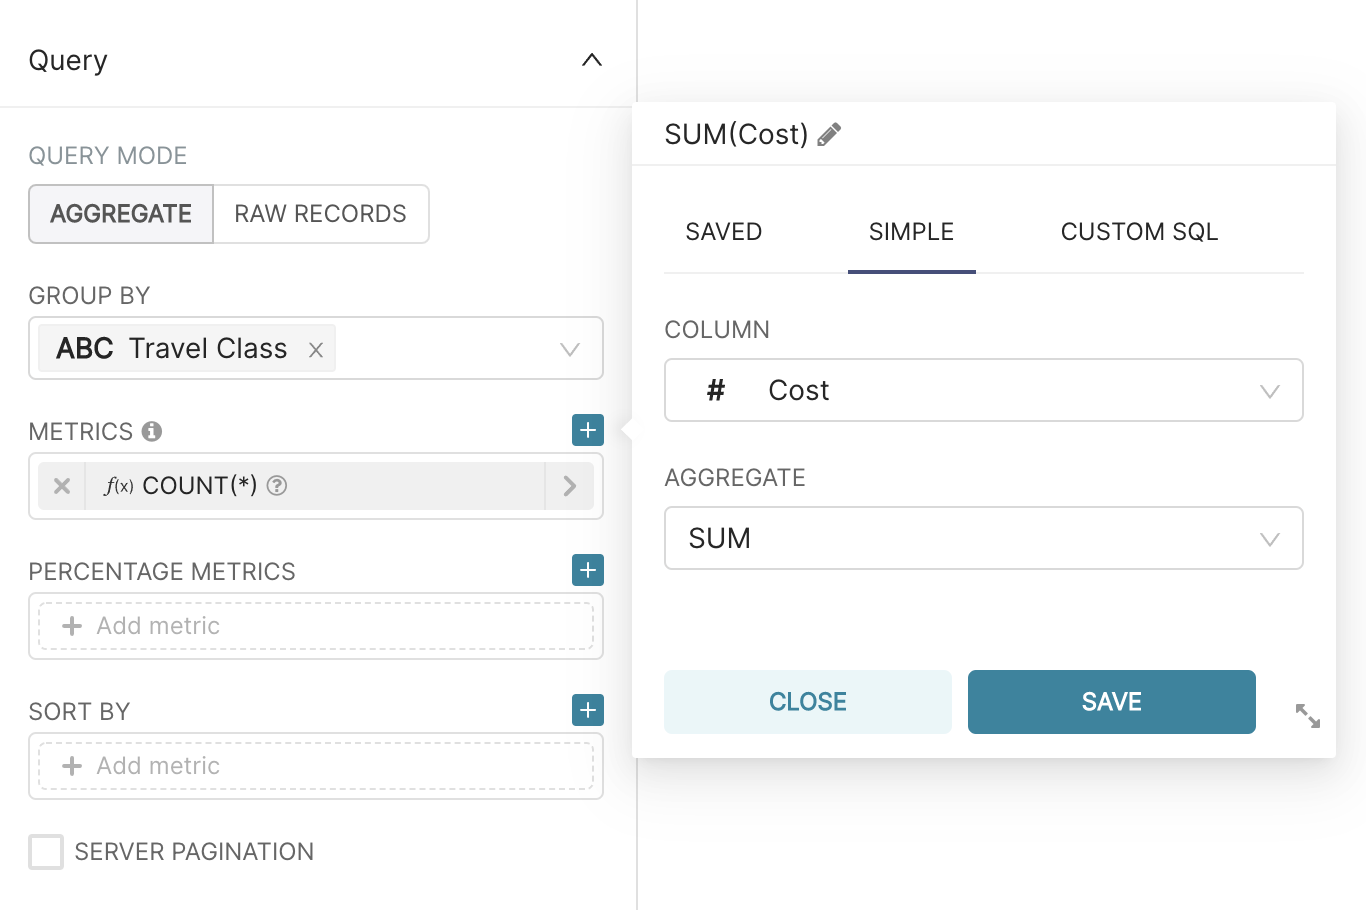 Query
QUERY MODE
AGGREGATE RAW RECORDS
GROUP BY
ABC Travel Class
METRICS
f(x) COUNT(*)
PERCENTAGE METRICS
Add metric
SORT BY
Add metric
SERVER PAGINATION
SUM(Cost)
SAVED SIMPLE CUSTOM SQL
COLUMN
# Cost
AGGREGATE
SUM
CLOSE SAVE